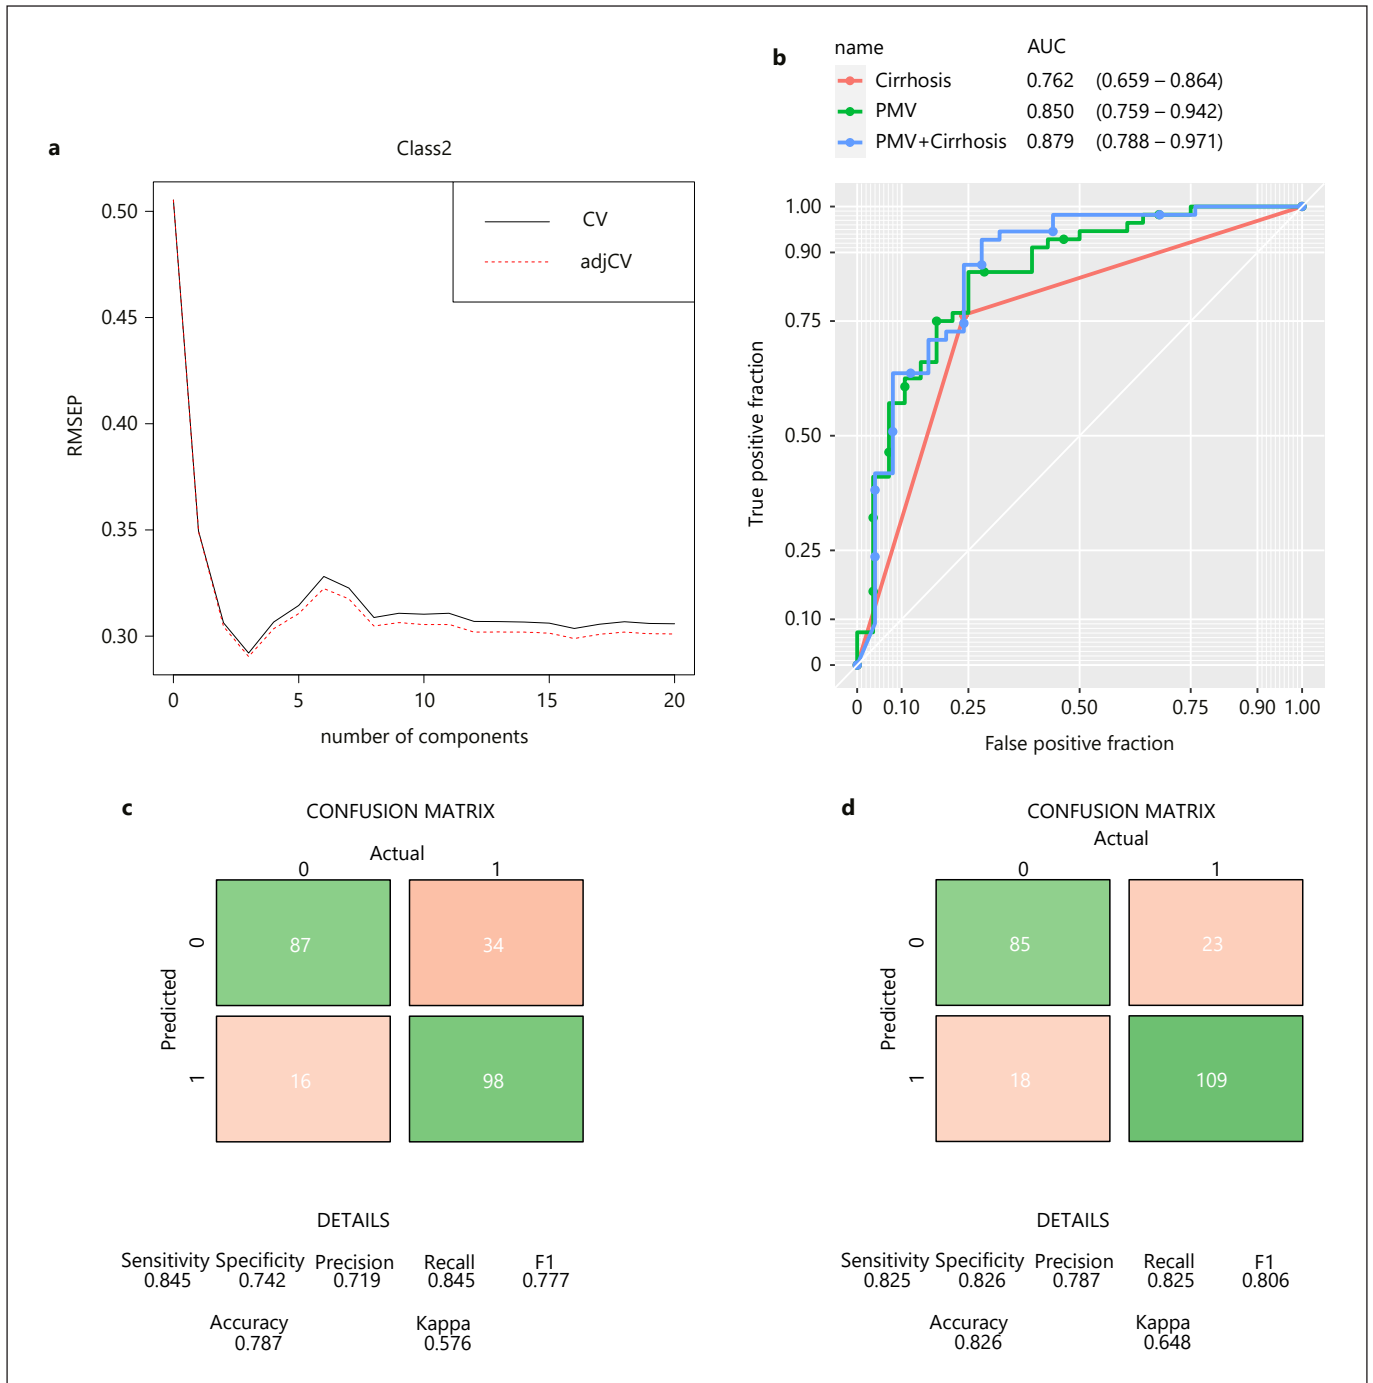 a
Class2
CV
adjCV
0.50
0.45
0.40
0.35
0.30
RMSEP
0 5 10 15 20
number of components
b
name AUC
Cirrhosis 0.762 (0.659 – 0.864)
PMV 0.850 (0.759 – 0.942)
PMV+Cirrhosis 0.879 (0.788 – 0.971)
1.00
0.90
0.75
0.50
0.25
0.10
0
True positive fraction
0 0.10 0.25 0.50 0.75 0.90 1.00
False positive fraction
c
CONFUSION MATRIX
Actual
0 1
Predicted
0 87 34
1 16 98
DETAILS
Sensitivity Specificity Precision Recall F1
0.845 0.742 0.719 0.845 0.777
Accuracy Kappa
0.787 0.576
d
CONFUSION MATRIX
Actual
0 1
Predicted
0 85 23
1 18 109
DETAILS
Sensitivity Specificity Precision Recall F1
0.825 0.826 0.787 0.825 0.806
Accuracy Kappa
0.826 0.648